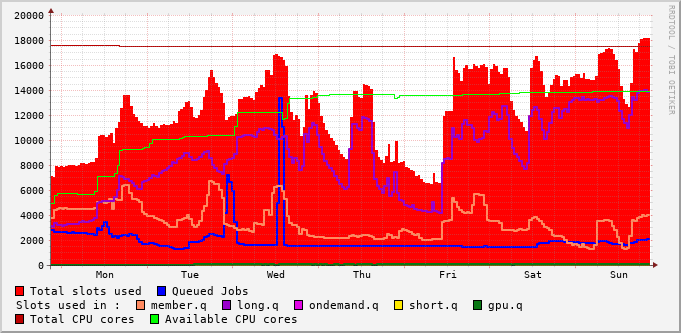 RRDTOOL / TOBI OETIKER
20000
18000
16000
14000
12000
10000
8000
6000
4000
2000
0
Mon Tue Wed Thu Fri Sat Sun
Total slots used Queued Jobs
Slots used in : member.q long.q ondemand.q short.q gpu.q
Total CPU cores Available CPU cores